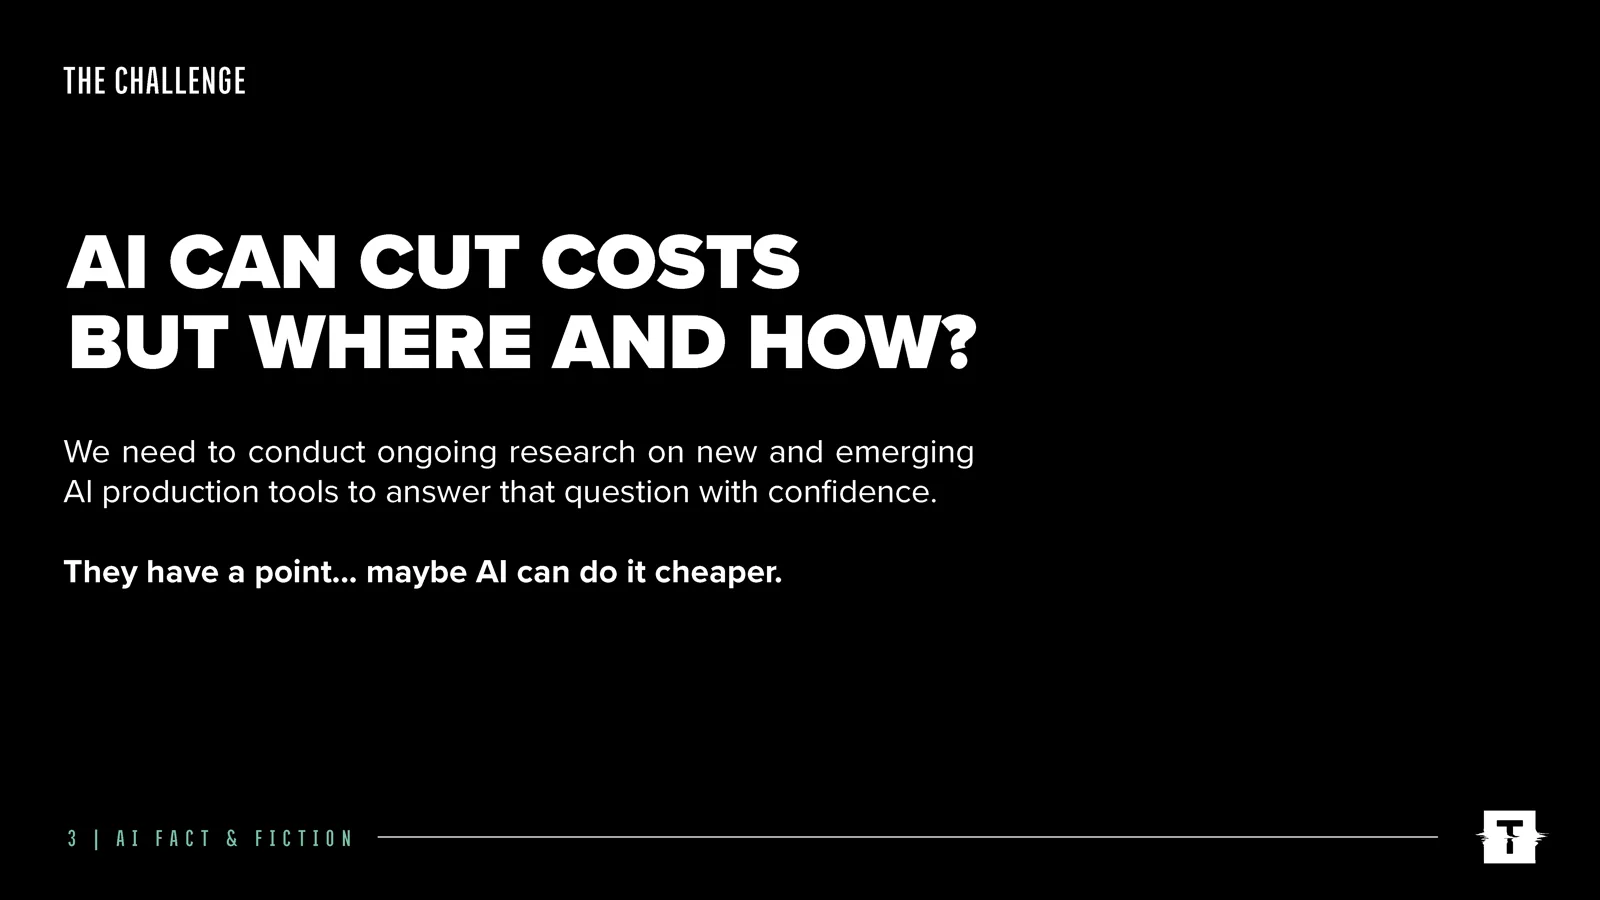 THE CHALLENGE
AI CAN CUT COSTS
BUT WHERE AND HOW?
We need to conduct ongoing research on new and emerging
AI production tools to answer that question with confidence.
They have a point... maybe AI can do it cheaper.
3 | AI FACT & FICTION
T